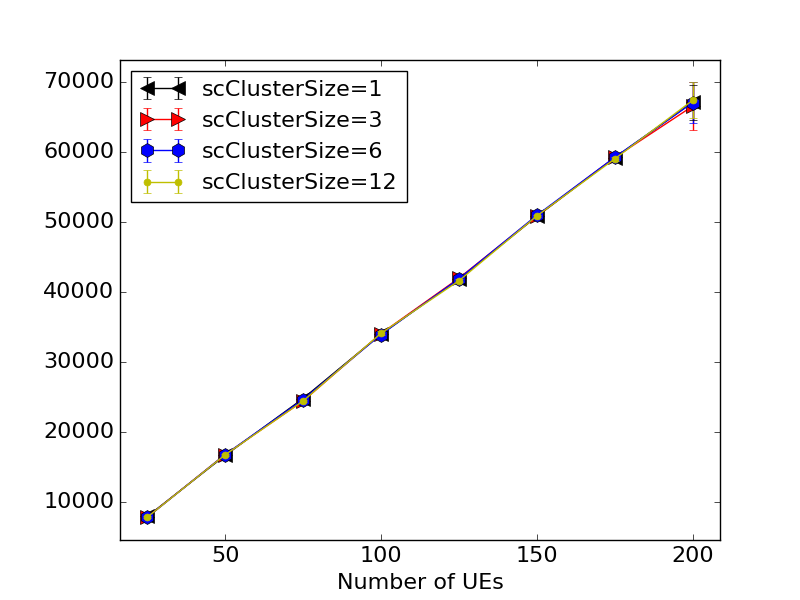 scClusterSize=1
scClusterSize=3
scClusterSize=6
scClusterSize=12
70000
60000
50000
40000
30000
20000
10000
50 100 150 200
Number of UEs